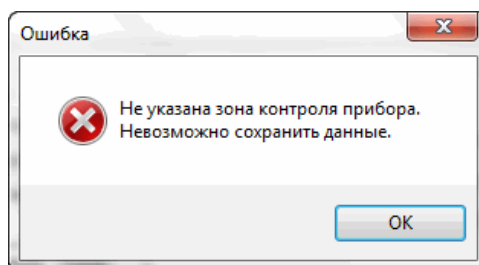 Ошибка
Не указана зона контроля прибора.
Невозможно сохранить данные.
OK